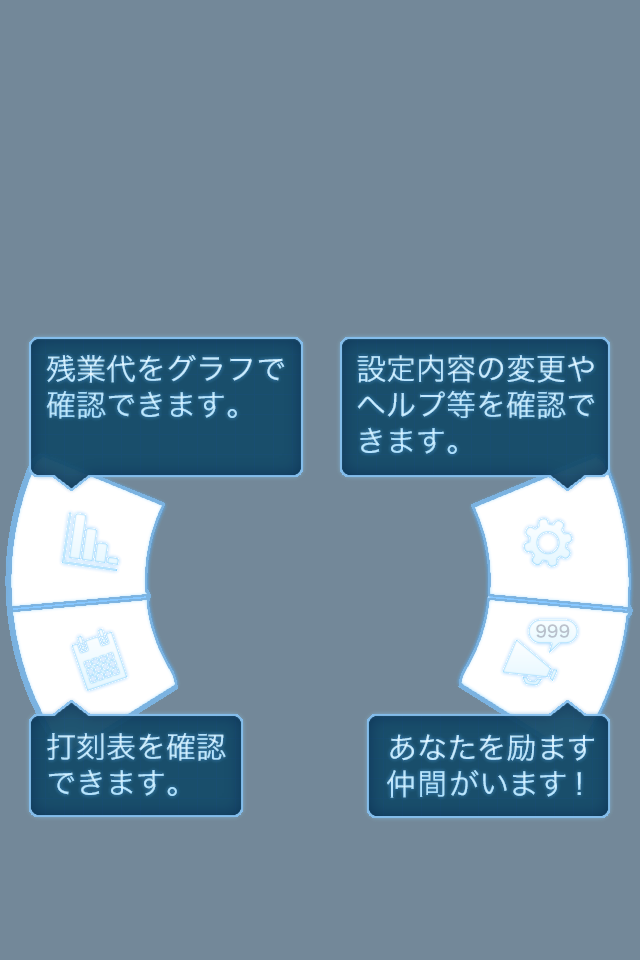 残業代をグラフで
確認できます。
設定内容の変更や
ヘルプ等を確認で
きます。
999
打刻表を確認
できます。
あなたを励ます
仲間がいます!